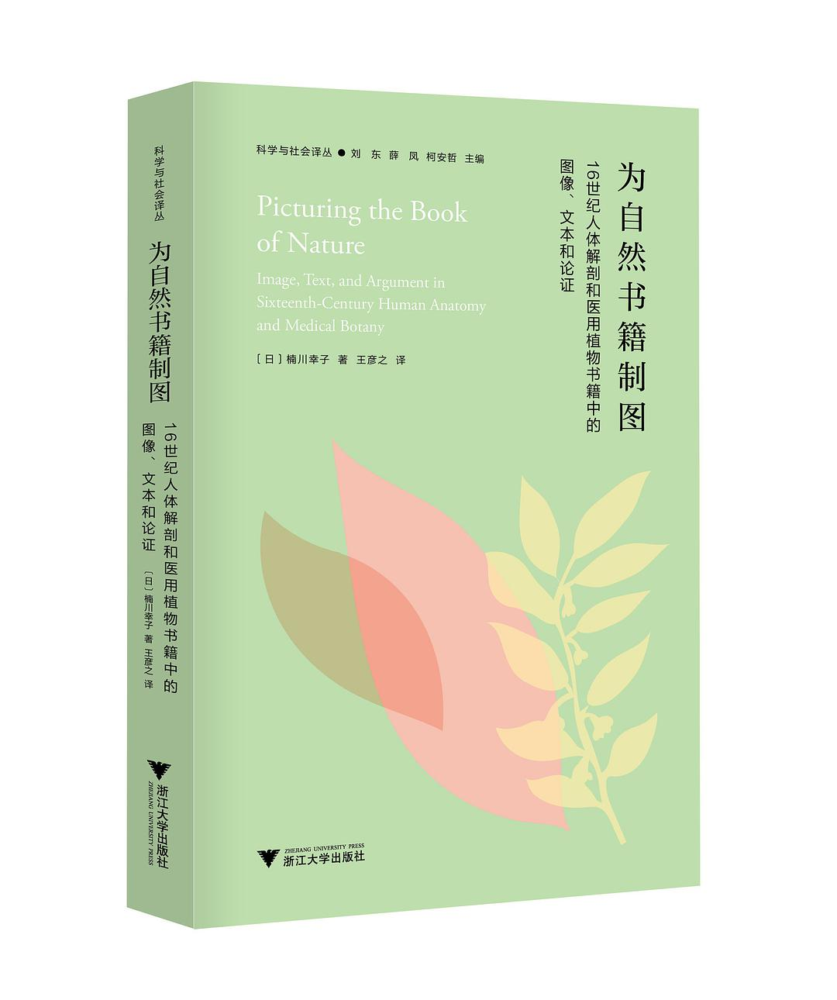 科学与社会译丛
为自然书籍制图
16世纪人体解剖和医用植物书籍中的
图像、文本和论证
〔日〕楠川幸子 著 王彦之 译
浙江大学出版社
ZHEJIANG UNIVERSITY PRESS
科学与社会译丛 ● 刘 东 薛 凤 柯安哲 主编
Picturing the Book
of Nature
Image, Text, and Argument in
Sixteenth-Century Human Anatomy
and Medical Botany
[ 日 ] 楠川幸子 著 王彦之 译
为自然书籍制图
16世纪人体解剖和医用植物书籍中的
图像、文本和论证
ZHEJIANG UNIVERSITY PRESS
浙江大学出版社